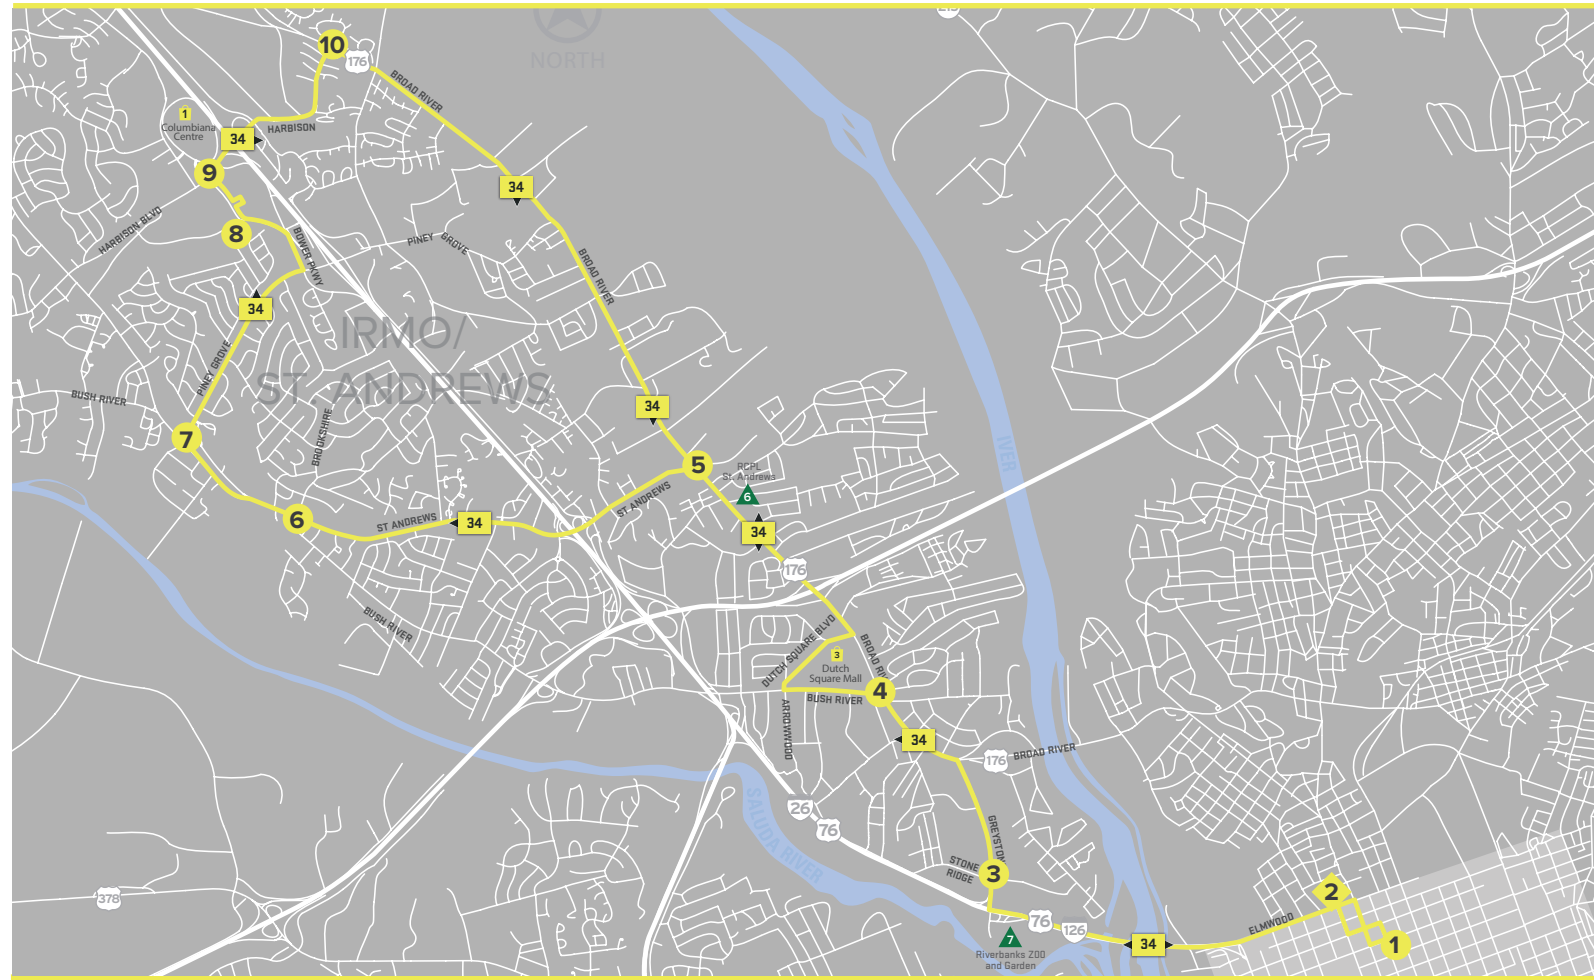 NORTH
10
176
BROAD RIVER
1
Columbiana
Centre
34
HARBISON
9
34
8
HARBISON BLVD
BOWER PKWY
PINEY GROVE
BROAD RIVER
34
IRMO/
ST. ANDREWS
PINEY GROVE
BUSH RIVER
BROOKSHIRE
34
7
5
RCPL
St. Andrews
6
IVER
ST ANDREWS
6
ST ANDREWS
34
34
176
BUSH RIVER
DUTCH SQUARE BLVD
3
Dutch
Square Mall
BROAD RIV
4
BUSH RIVER
ARROWWOOD
34
176
BROAD RIVER
SALUDA RIVER
26
76
GREYSTON
STONE
RIDGE
3
378
2
76
126
ELMWOOD
34
1
7
Riverbanks ZOO
and Garden